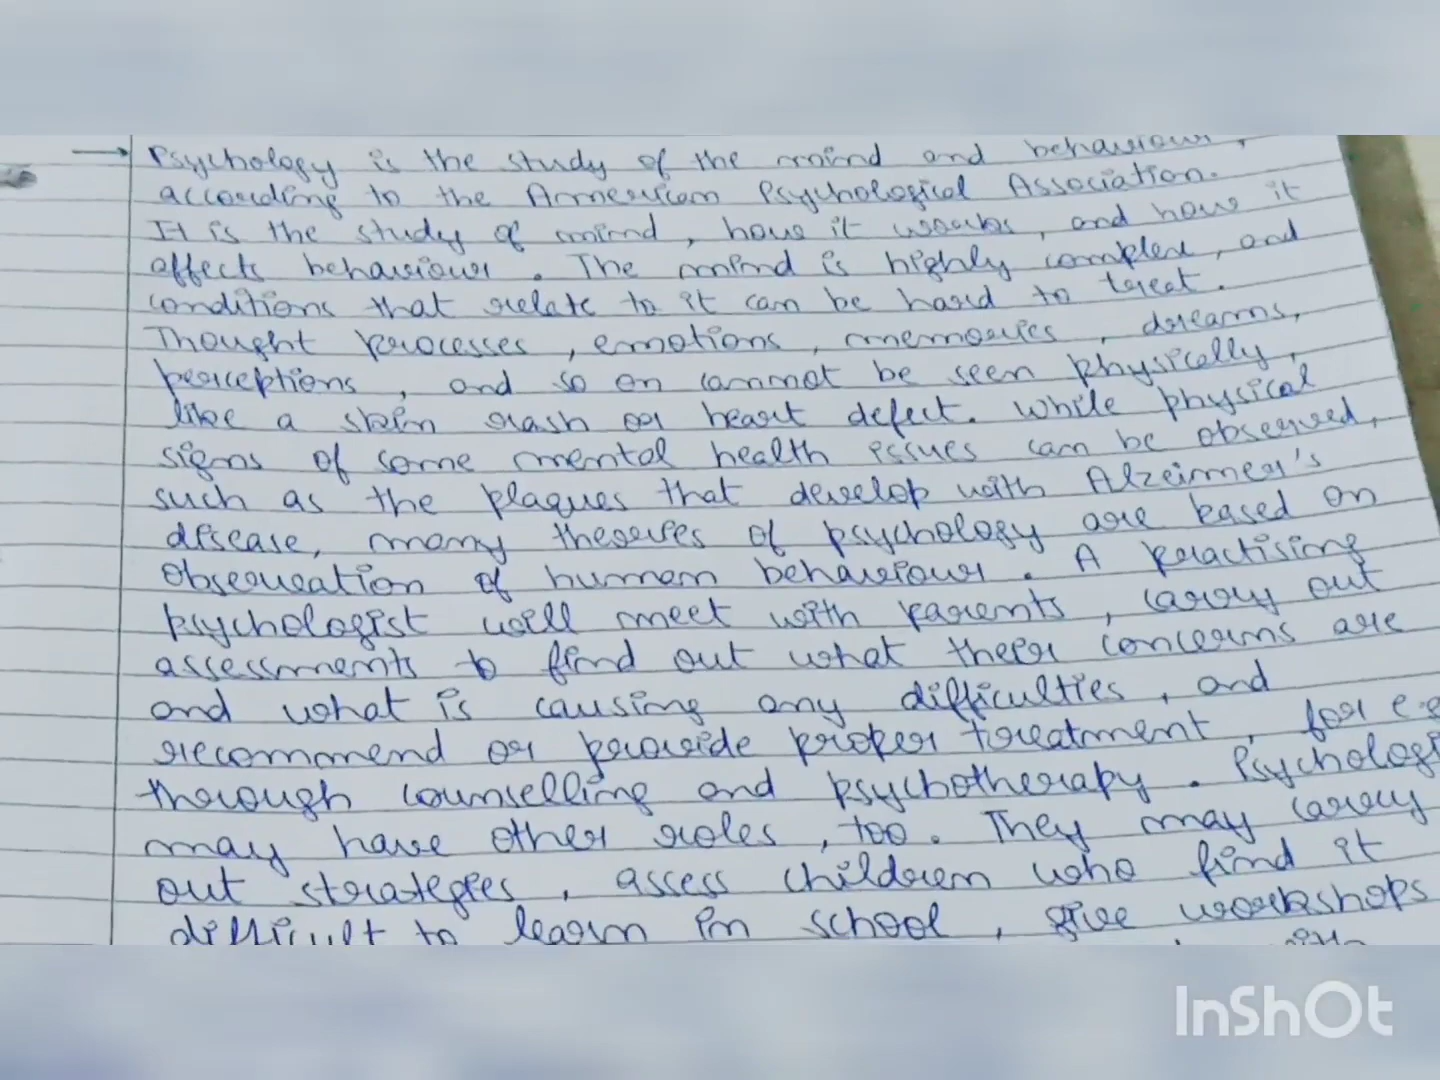 → Psychology is the study of the mind and behaviour,
according to the American Psychological Association.
It is the study of mind, how it works, and how it
affects behaviour. The mind is highly complex, and
conditions that relate to it can be hard to treat.
Thought processes, emotions, memories, dreams,
perceptions, and so on cannot be seen physically,
like a skin rash or heart defect. While physical
signs of some mental health issues can be observed,
such as the plaques that develop with Alzeimer's
disease, many theories of psychology are based on
observation of human behaviour. A practising
psychologist will meet with parents, carry out
assessments to find out what their concerns are
and what is causing any difficulties, and
recommend or provide proper treatment, for e.g
through counselling and psychotherapy. Psychologi
may have other roles, too. They may carry
out strategies, assess children who find it
difficult to learn in school, give workshops
with
InShOt